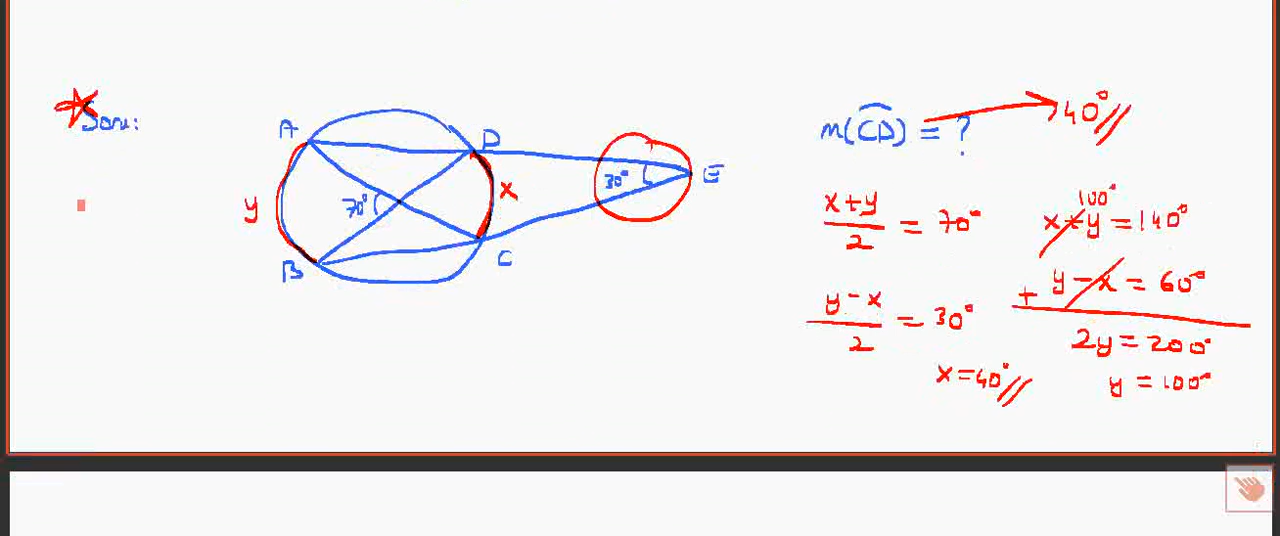 Soru:
A
D
E
B
C
y
x
70°
30°
m(CD) = ?
40°//
x+y/2 = 70°
y-x/2 = 30°
x=40°//
100°
x+y=140°
+ y-x = 60°
2y=200°
y=100°